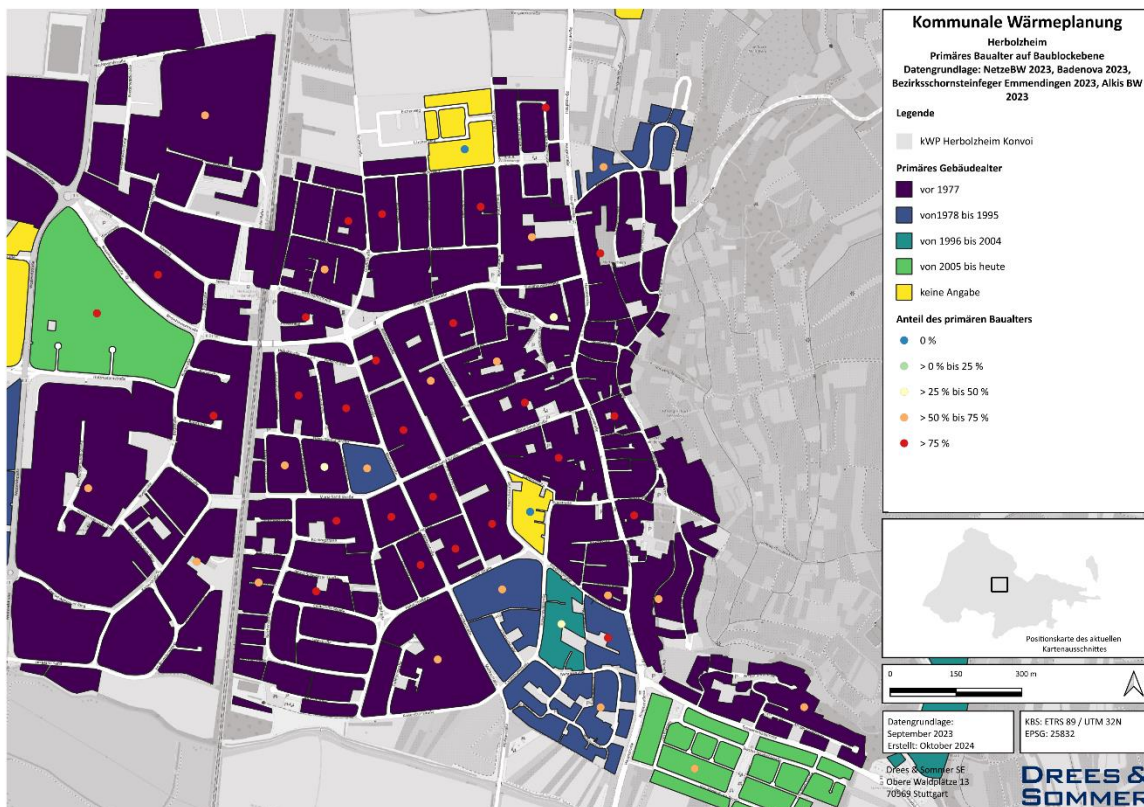 Kommunale Wärmeplanung
Herbolzheim
Primäres Baualter auf Baublockebene
Datengrundlage: NetzeBW 2023, Badenova 2023,
Bezirksschornsteinfeger Emmendingen 2023, Alkis BW
2023
Legende
kWP Herbolzheim Konvoi
Primäres Gebäudealter
vor 1977
von1978 bis 1995
von 1996 bis 2004
von 2005 bis heute
keine Angabe
Anteil des primären Baualters
0 %
> 0 % bis 25 %
> 25 % bis 50 %
> 50 % bis 75 %
> 75 %
Positionskarte des aktuellen
Kartenausschnittes
0 150 300 m
Datengrundlage:
September 2023
Erstellt: Oktober 2024
KBS: ETRS 89 / UTM 32N
EPSG: 25832
Drees & Sommer SE
Obere Waldplätze 13
70569 Stuttgart
DREES &
SOMMER